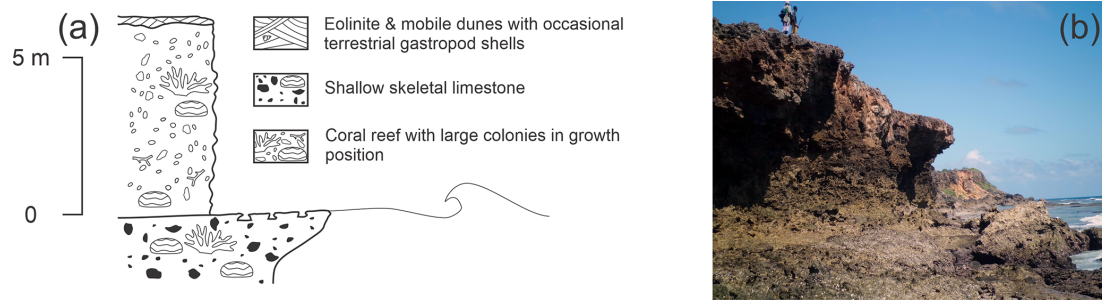 (a)
5 m
0
Eolinite & mobile dunes with occasional
terrestrial gastropod shells
Shallow skeletal limestone
Coral reef with large colonies in growth
position
(b)